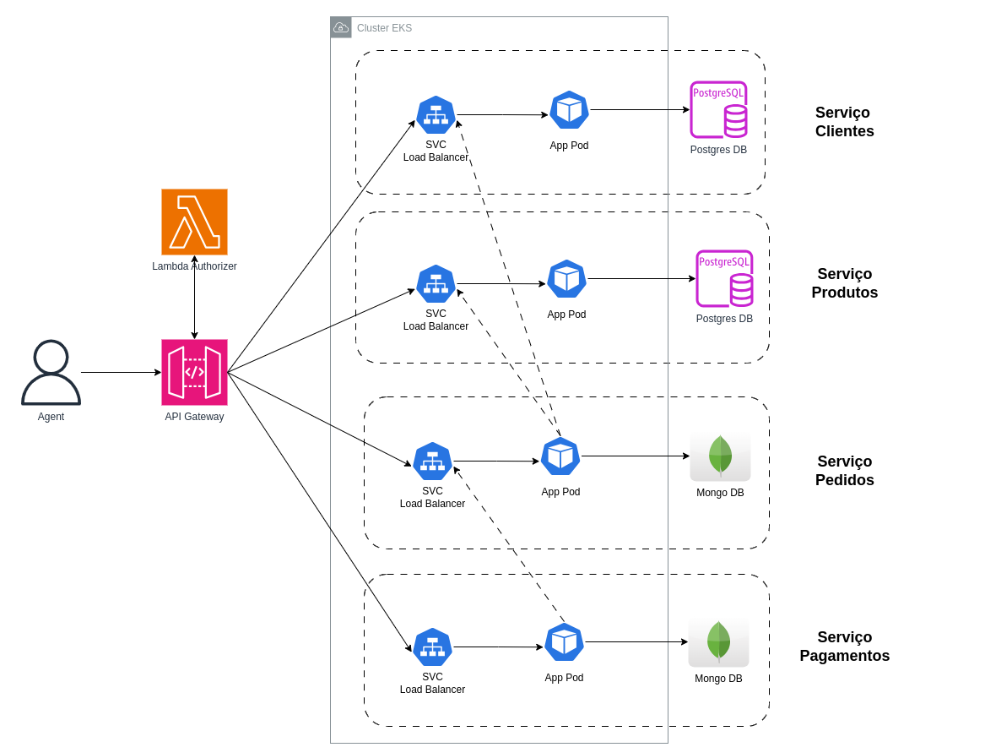 Cluster EKS
SVC
Load Balancer
App Pod
PostgreSQL
Postgres DB
Serviço
Clientes
Lambda Authorizer
SVC
Load Balancer
App Pod
PostgreSQL
Postgres DB
Serviço
Produtos
Agent
</>
API Gateway
SVC
Load Balancer
App Pod
Mongo DB
Serviço
Pedidos
SVC
Load Balancer
App Pod
Mongo DB
Serviço
Pagamentos